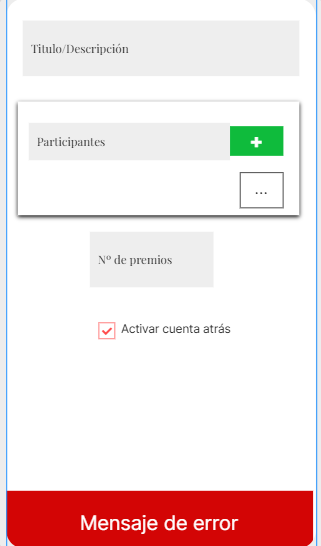 Titulo/Descripción
Participantes
+
...
Nº de premios
Activar cuenta atrás
Mensaje de error